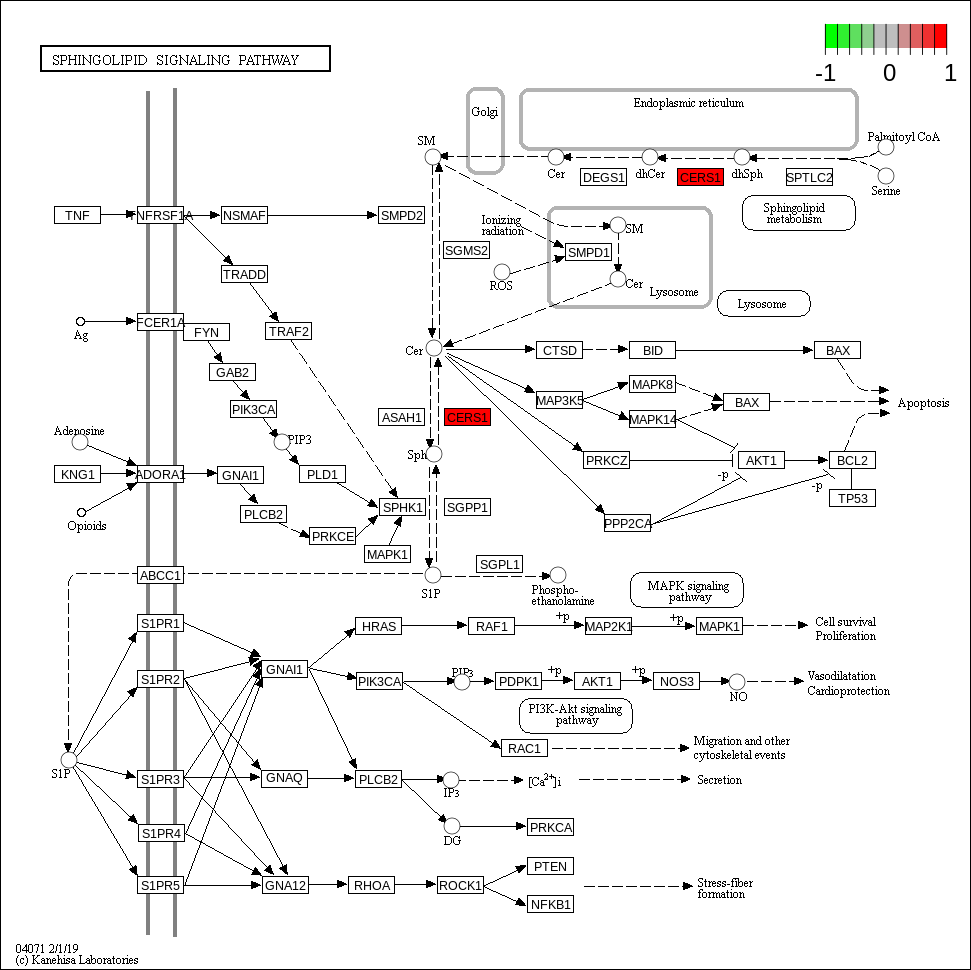 SPHINGOLIPID SIGNALING PATHWAY
-1 0 1
Golgi
Endoplasmic reticulum
SM
Cer
dhCer
dhSph
Palmitoyl CoA
Serine
DEGS1
CERS1
SPTLC2
Sphingolipid
metabolism
TNF
TNFRSF1A
NSMAF
SMPD2
Ionizing
radiation
SM
SGMS2
SMPD1
ROS
Cer
Lysosome
Lysosome
TRADD
Ag
FCER1A
FYN
TRAF2
Cer
CTSD
BID
BAX
GAB2
MAP3K5
MAPK8
MAPK14
BAX
Apoptosis
PIK3CA
ASAH1
CERS1
Adenosine
PIP3
Sph
PRKCZ
AKT1
BCL2
KNG1
ADORA1
GNAI1
PLD1
-p
-p
TP53
Opioids
PLCB2
SPHK1
SGPP1
PPP2CA
PRKCE
MAPK1
ABCC1
S1P
SGPL1
Phospho-
ethanolamine
MAPK signaling
pathway
S1PR1
HRAS
RAF1
+p
MAP2K1
+p
MAPK1
Cell survival
Proliferation
S1PR2
GNAI1
PIK3CA
PIP3
PDPK1
+p
AKT1
+p
NOS3
NO
Vasodilatation
Cardioprotection
PI3K-Akt signaling
pathway
RAC1
Migration and other
cytoskeletal events
S1P
S1PR3
GNAQ
PLCB2
IP3
[Ca2+]i
Secretion
S1PR4
DG
PRKCA
S1PR5
GNA12
RHOA
ROCK1
PTEN
NFKB1
Stress-fiber
formation
04071 2/1/19
(c) Kanehisa Laboratories